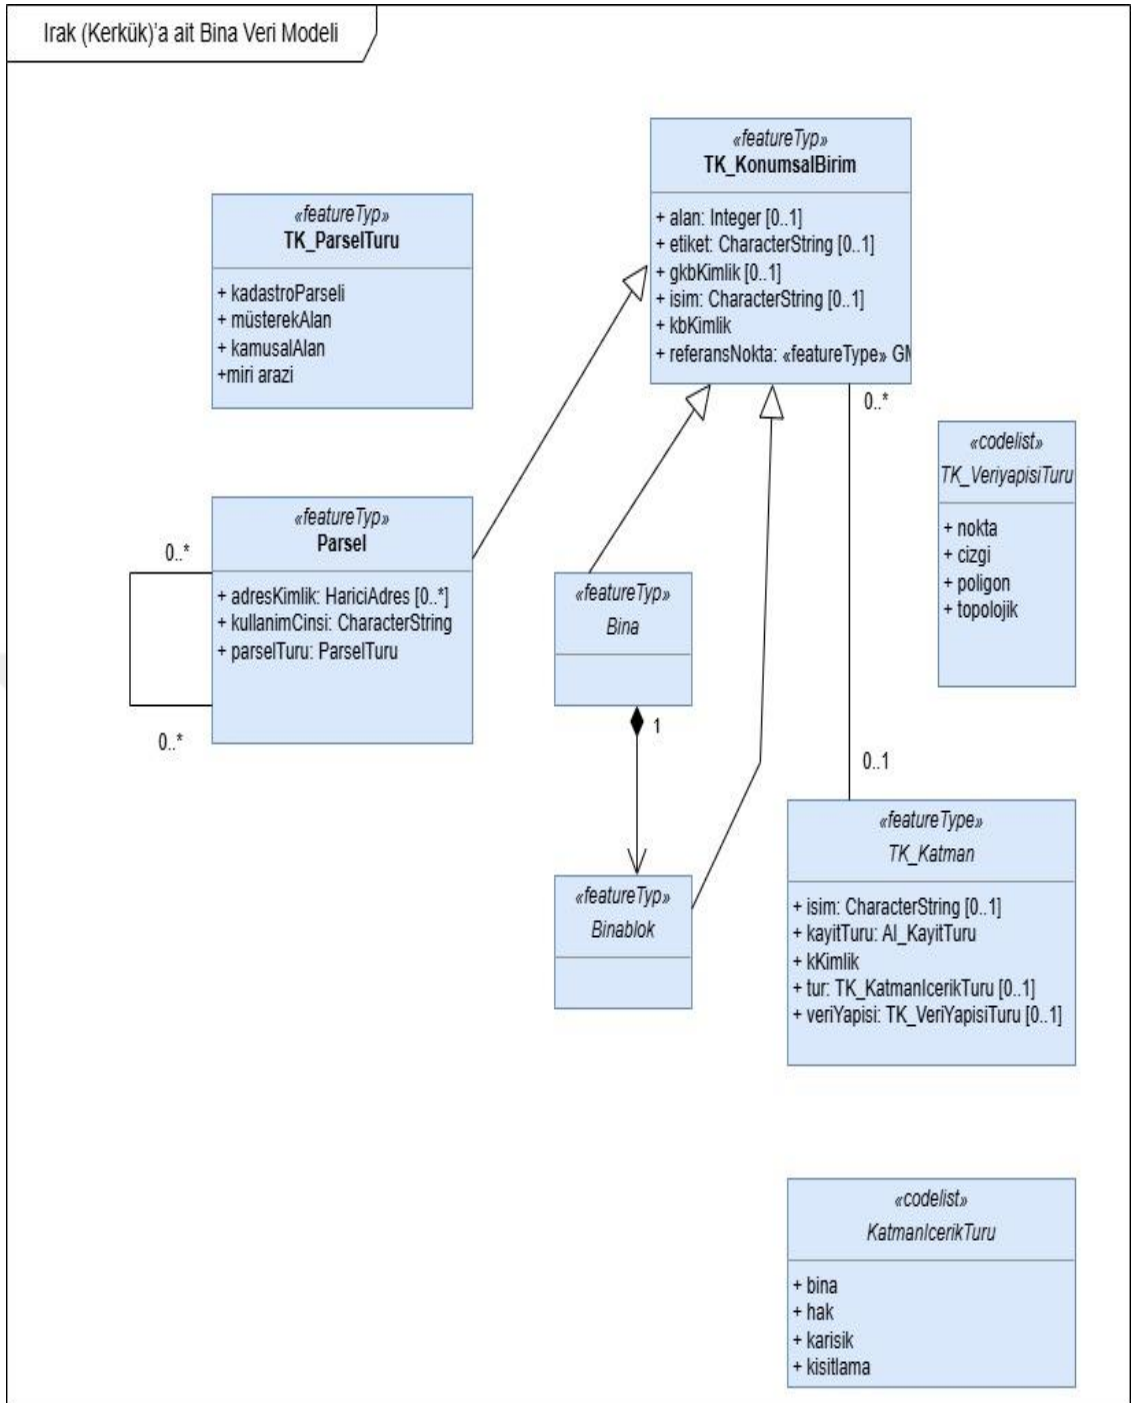 Irak (Kerkük)'a ait Bina Veri Modeli
«featureTyp»
TK_KonumsalBirim
+ alan: Integer [0..1]
+ etiket: CharacterString [0..1]
+ gkbKimlik [0..1]
+ isim: CharacterString [0..1]
+ kbKimlik
+ referansNokta: «featureType» GM
«featureTyp»
TK_ParselTuru
+ kadastroParseli
+ müsterekAlan
+ kamusalAlan
+miri arazi
0..*
«codelist»
TK_VeriyapisiTuru
+ nokta
+ cizgi
+ poligon
+ topolojik
«featureTyp»
Parsel
+ adresKimlik: HariciAdres [0..*]
+ kullanimCinsi: CharacterString
+ parselTuru: ParselTuru
0..*
0..*
«featureTyp»
Bina
1
0..1
«featureTyp»
Binablok
«featureType»
TK_Katman
+ isim: CharacterString [0..1]
+ kayitTuru: AI_KayitTuru
+ kKimlik
+ tur: TK_KatmanIcerikTuru [0..1]
+ veriYapisi: TK_VeriYapisiTuru [0..1]
«codelist»
KatmanIcerikTuru
+ bina
+ hak
+ karisik
+ kisitlama